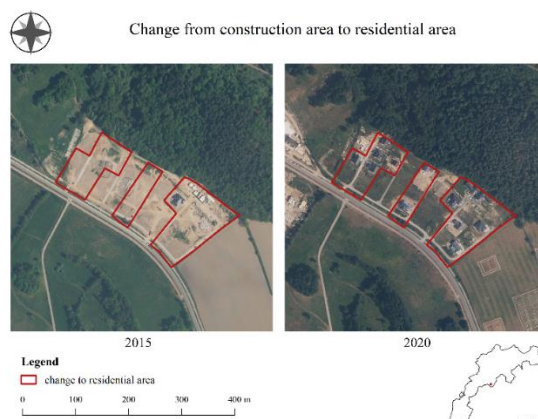 Change from construction area to residential area
2015
2020
Legend
change to residential area
0 100 200 300 400 m